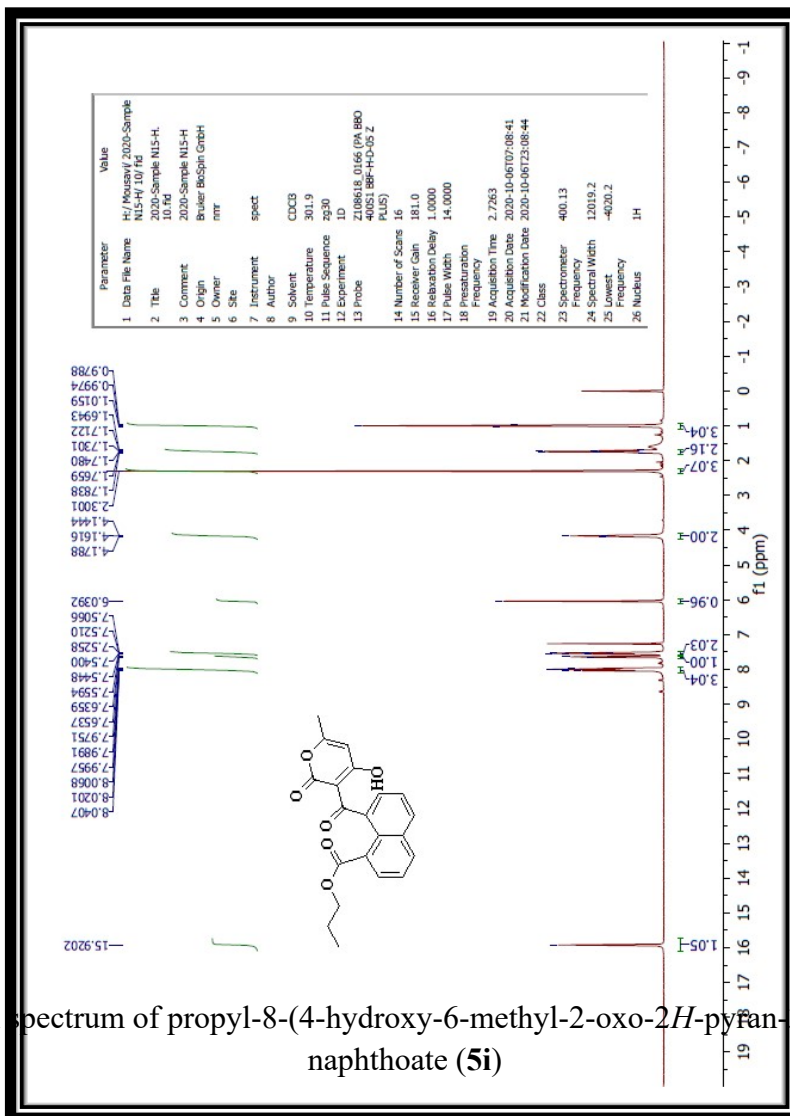 Parameter Value
1 Data File Name H:/ Mousavi/ 2020-Sample
N15-H/ 10/ fid
2 Title 2020-Sample N15-H.
10.fid
3 Comment 2020-Sample N15-H
4 Origin Bruker BioSpin GmbH
5 Owner nmr
6 Site
7 Instrument spect
8 Author
9 Solvent CDCl3
10 Temperature 301.9
11 Pulse Sequence zg30
12 Experiment 1D
13 Probe Z108618_0166 (PA BBO
400S1 BBF-H-D-05 Z
PLUS)
14 Number of Scans 16
15 Receiver Gain 181.0
16 Relaxation Delay 1.0000
17 Pulse Width 14.0000
18 Presaturation
Frequency
19 Acquisition Time 2.7263
20 Acquisition Date 2020-10-06T07:08:41
21 Modification Date 2020-10-06T23:08:44
22 Class
23 Spectrometer 400.13
Frequency
24 Spectral Width 12019.2
25 Lowest -4020.2
Frequency
26 Nucleus 1H
15.9202
8.0407
8.0201
8.0068
7.9957
7.9891
7.9751
7.6537
7.6359
7.5594
7.5448
7.5400
7.5258
7.5210
7.5066
6.0392
4.1788
4.1616
4.1444
2.3001
1.7838
1.7659
1.7480
1.7301
1.7122
1.6943
1.0159
0.9974
0.9788
O
O
O
O
O
HO
1.05
3.04
1.00
2.03
0.96
2.00
3.07
2.16
3.04
19 18 17 16 15 14 13 12 11 10 9 8 7 6 5 4 3 2 1 0 -1 -2 -3 -4 -5 -6 -7 -8 -9 -1
f1 (ppm)
spectrum of propyl-8-(4-hydroxy-6-methyl-2-oxo-2H-pyran-
naphthoate (5i)